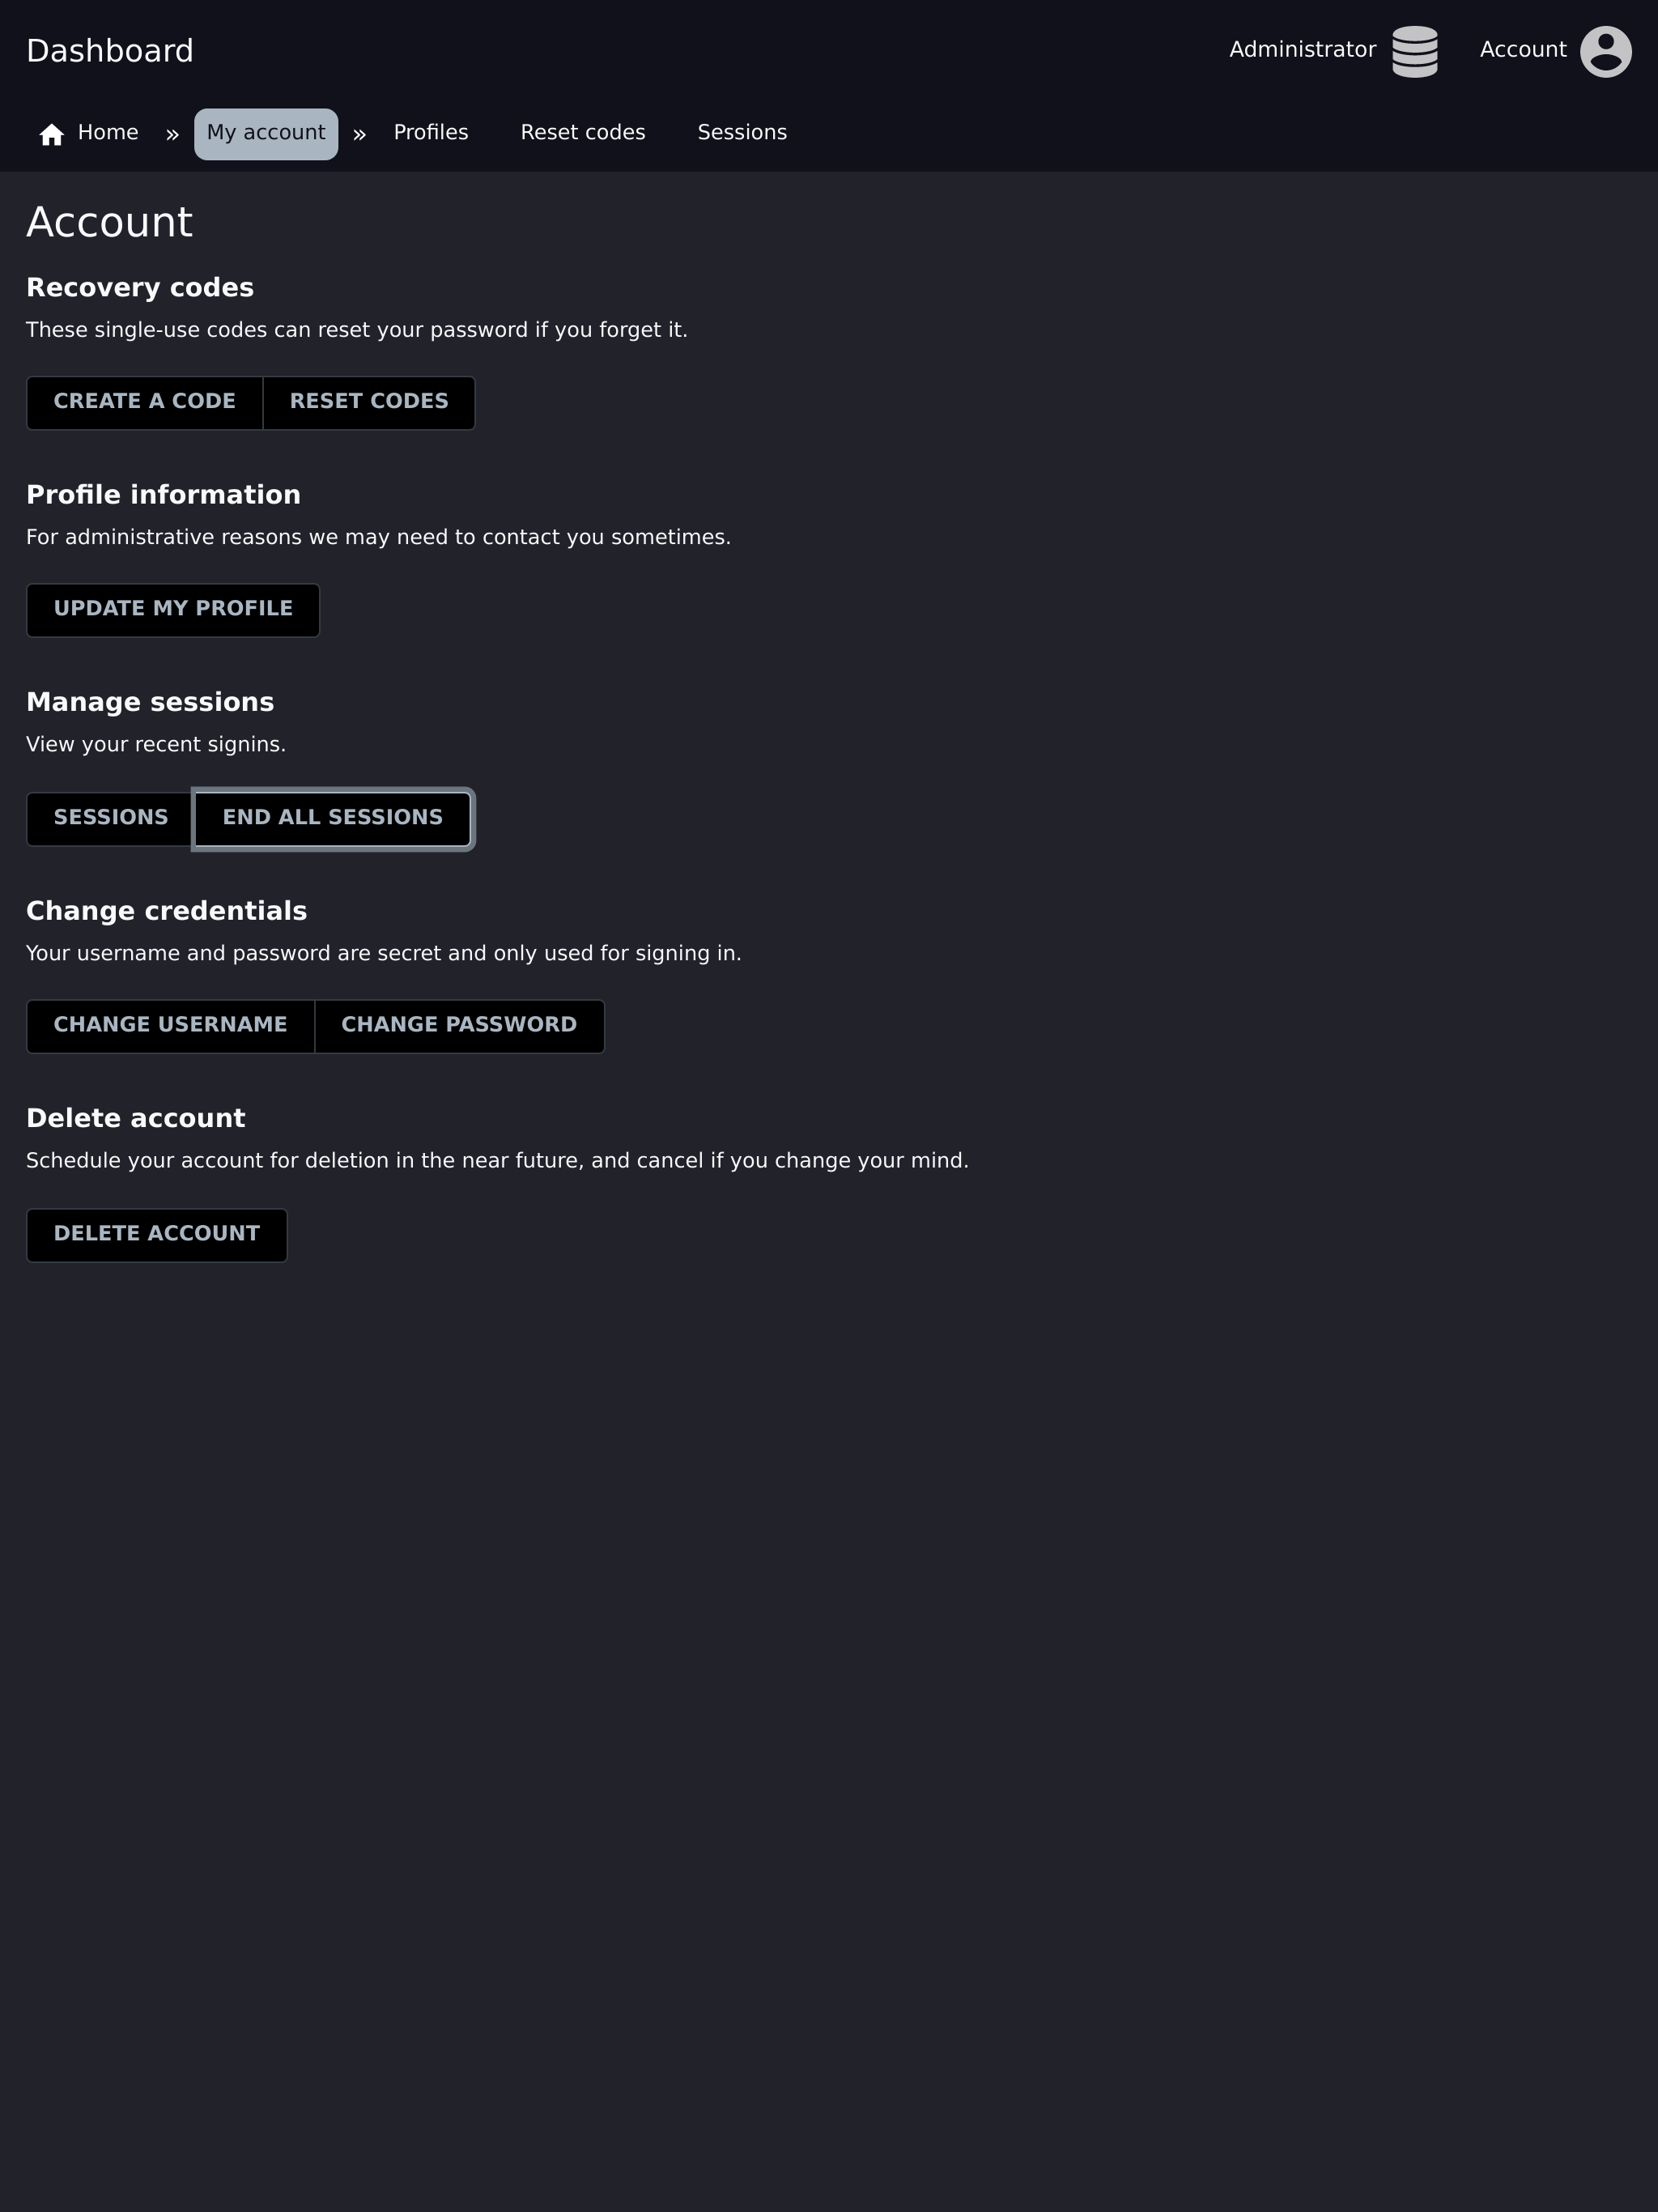 Dashboard
Administrator
Account
Home » My account » Profiles Reset codes Sessions
Account
Recovery codes
These single-use codes can reset your password if you forget it.
CREATE A CODE RESET CODES
Profile information
For administrative reasons we may need to contact you sometimes.
UPDATE MY PROFILE
Manage sessions
View your recent signins.
SESSIONS END ALL SESSIONS
Change credentials
Your username and password are secret and only used for signing in.
CHANGE USERNAME CHANGE PASSWORD
Delete account
Schedule your account for deletion in the near future, and cancel if you change your mind.
DELETE ACCOUNT